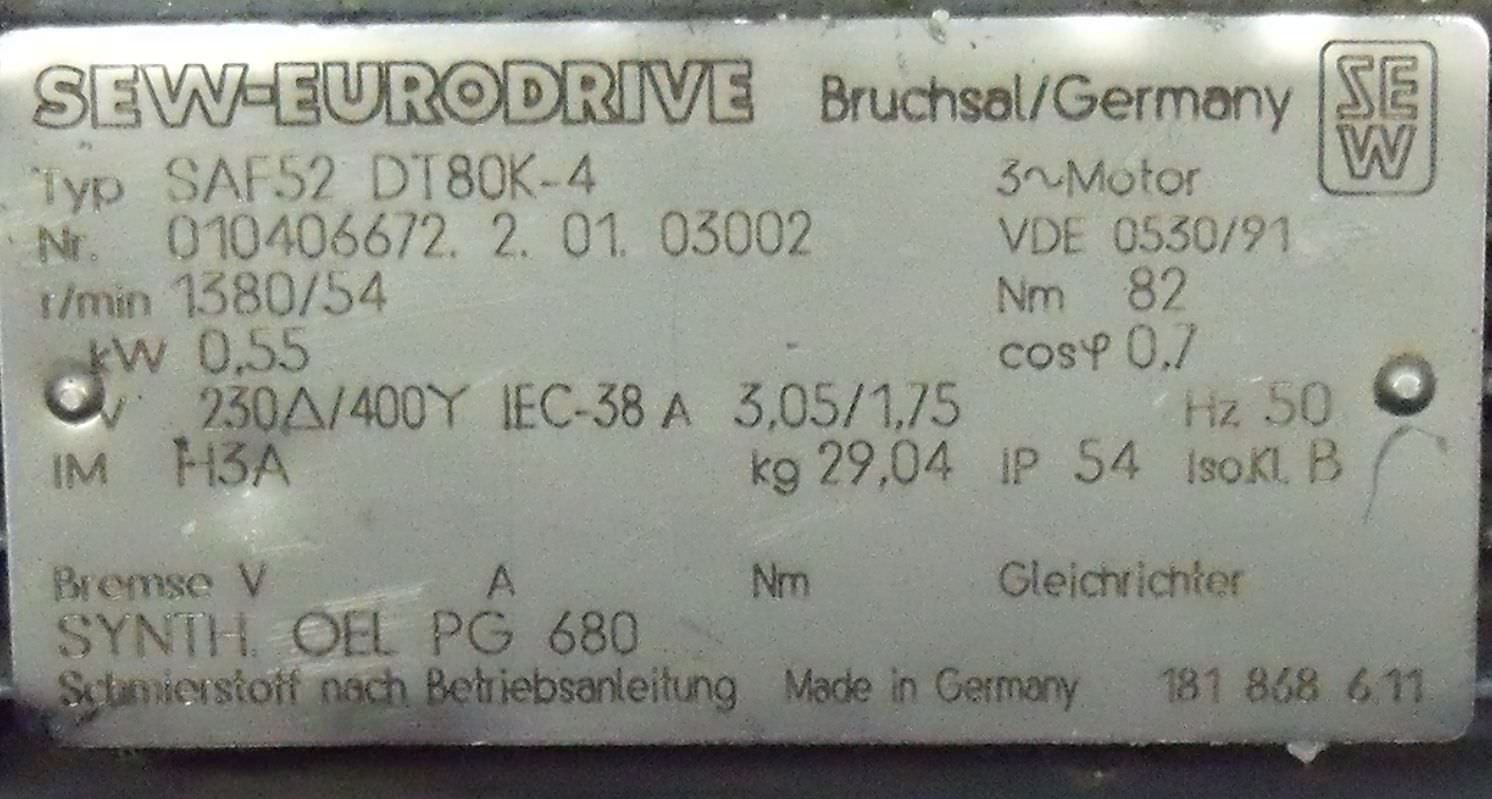 SEW-EURODRIVE Bruchsal/Germany SEW
Typ SAF52 DT80K-4 3~Motor
Nr. 010406672. 2. 01. 03002 VDE 0530/91
r/min 1380/54 Nm 82
kW 0,55 cosφ 0,7
V 230Δ/400Y IEC-38 A 3,05/1,75 Hz 50
IM H3A kg 29,04 IP 54 Iso.Kl. B
Bremse V A Nm Gleichrichter
SYNTH. OEL PG 680
Schmierstoff nach Betriebsanleitung Made in Germany 181 868 6.11